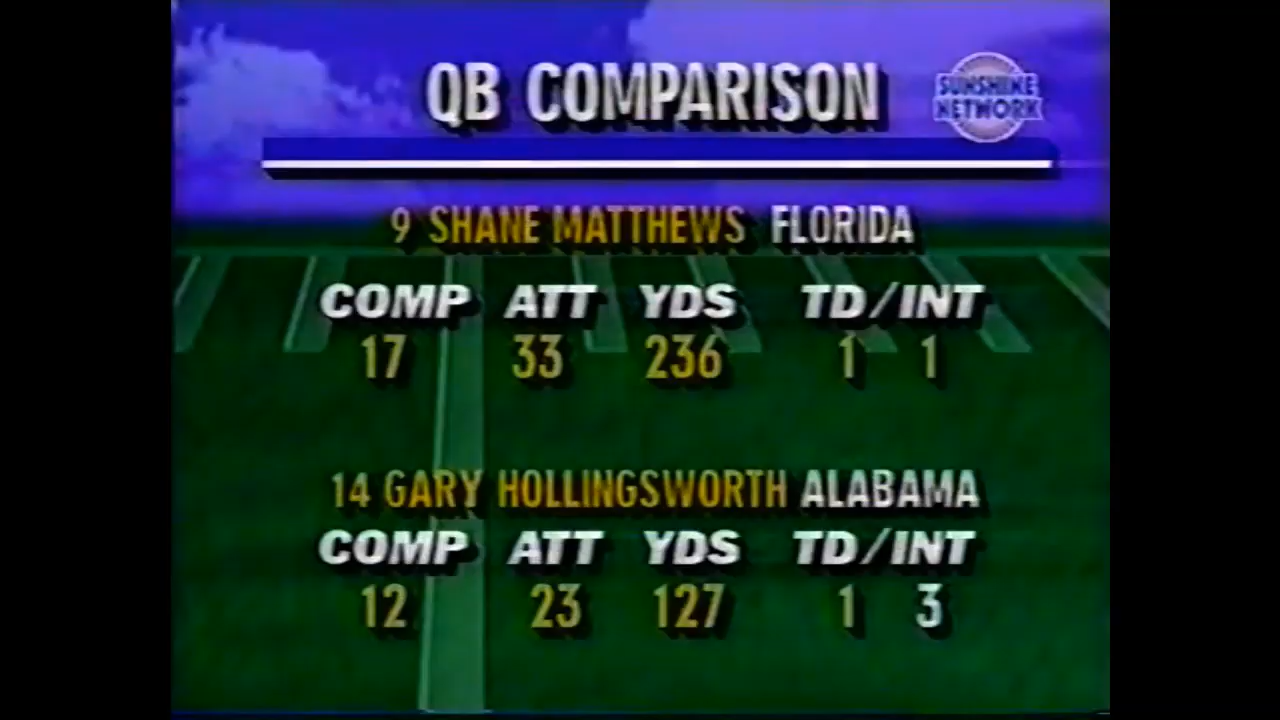 QB COMPARISON
SUNSHINE
NETWORK
9 SHANE MATTHEWS FLORIDA
COMP ATT YDS TD/INT
17 33 236 1 1
14 GARY HOLLINGSWORTH ALABAMA
COMP ATT YDS TD/INT
12 23 127 1 3